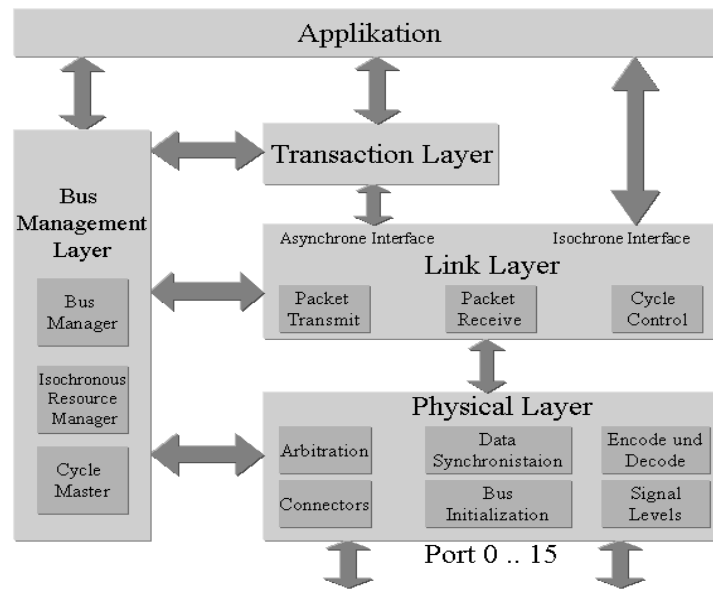 Applikation
Transaction Layer
Bus
Management
Layer
Bus
Manager
Isochronous
Resource
Manager
Cycle
Master
Asynchrone Interface
Isochrone Interface
Link Layer
Packet
Transmit
Packet
Receive
Cycle
Control
Physical Layer
Arbitration
Data
Synchronistaion
Encode und
Decode
Connectors
Bus
Initialization
Signal
Levels
Port 0 .. 15